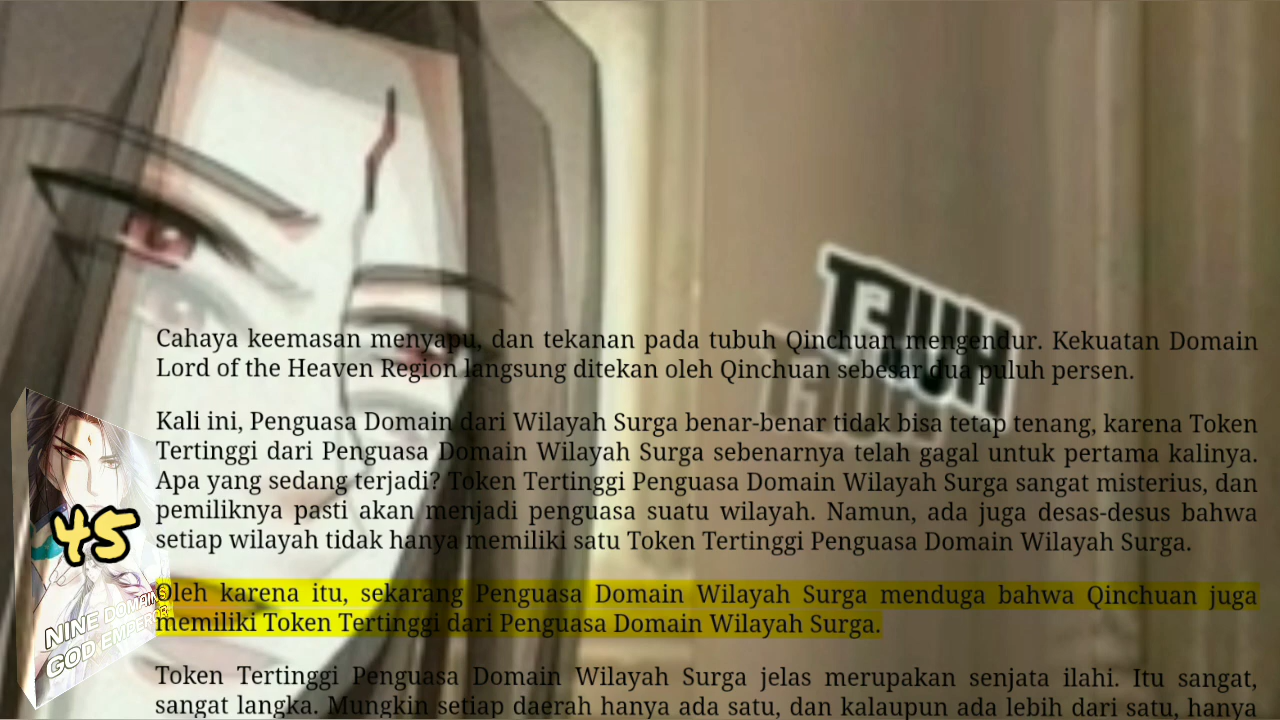 Cahaya keemasan menyapu, dan tekanan pada tubuh Qinchuan mengendur. Kekuatan Domain
Lord of the Heaven Region langsung ditekan oleh Qinchuan sebesar dua puluh persen.
Kali ini, Penguasa Domain dari Wilayah Surga benar-benar tidak bisa tetap tenang, karena Token
Tertinggi dari Penguasa Domain Wilayah Surga sebenarnya telah gagal untuk pertama kalinya.
Apa yang sedang terjadi? Token Tertinggi Penguasa Domain Wilayah Surga sangat misterius, dan
pemiliknya pasti akan menjadi penguasa suatu wilayah. Namun, ada juga desas-desus bahwa
setiap wilayah tidak hanya memiliki satu Token Tertinggi Penguasa Domain Wilayah Surga.
Oleh karena itu, sekarang Penguasa Domain Wilayah Surga menduga bahwa Qinchuan juga
memiliki Token Tertinggi dari Penguasa Domain Wilayah Surga.
Token Tertinggi Penguasa Domain Wilayah Surga jelas merupakan senjata ilahi. Itu sangat,
sangat langka. Mungkin setiap daerah hanya ada satu, dan kalaupun ada lebih dari satu, hanya
45
NINE DOMAINS
GOD EMPEROR